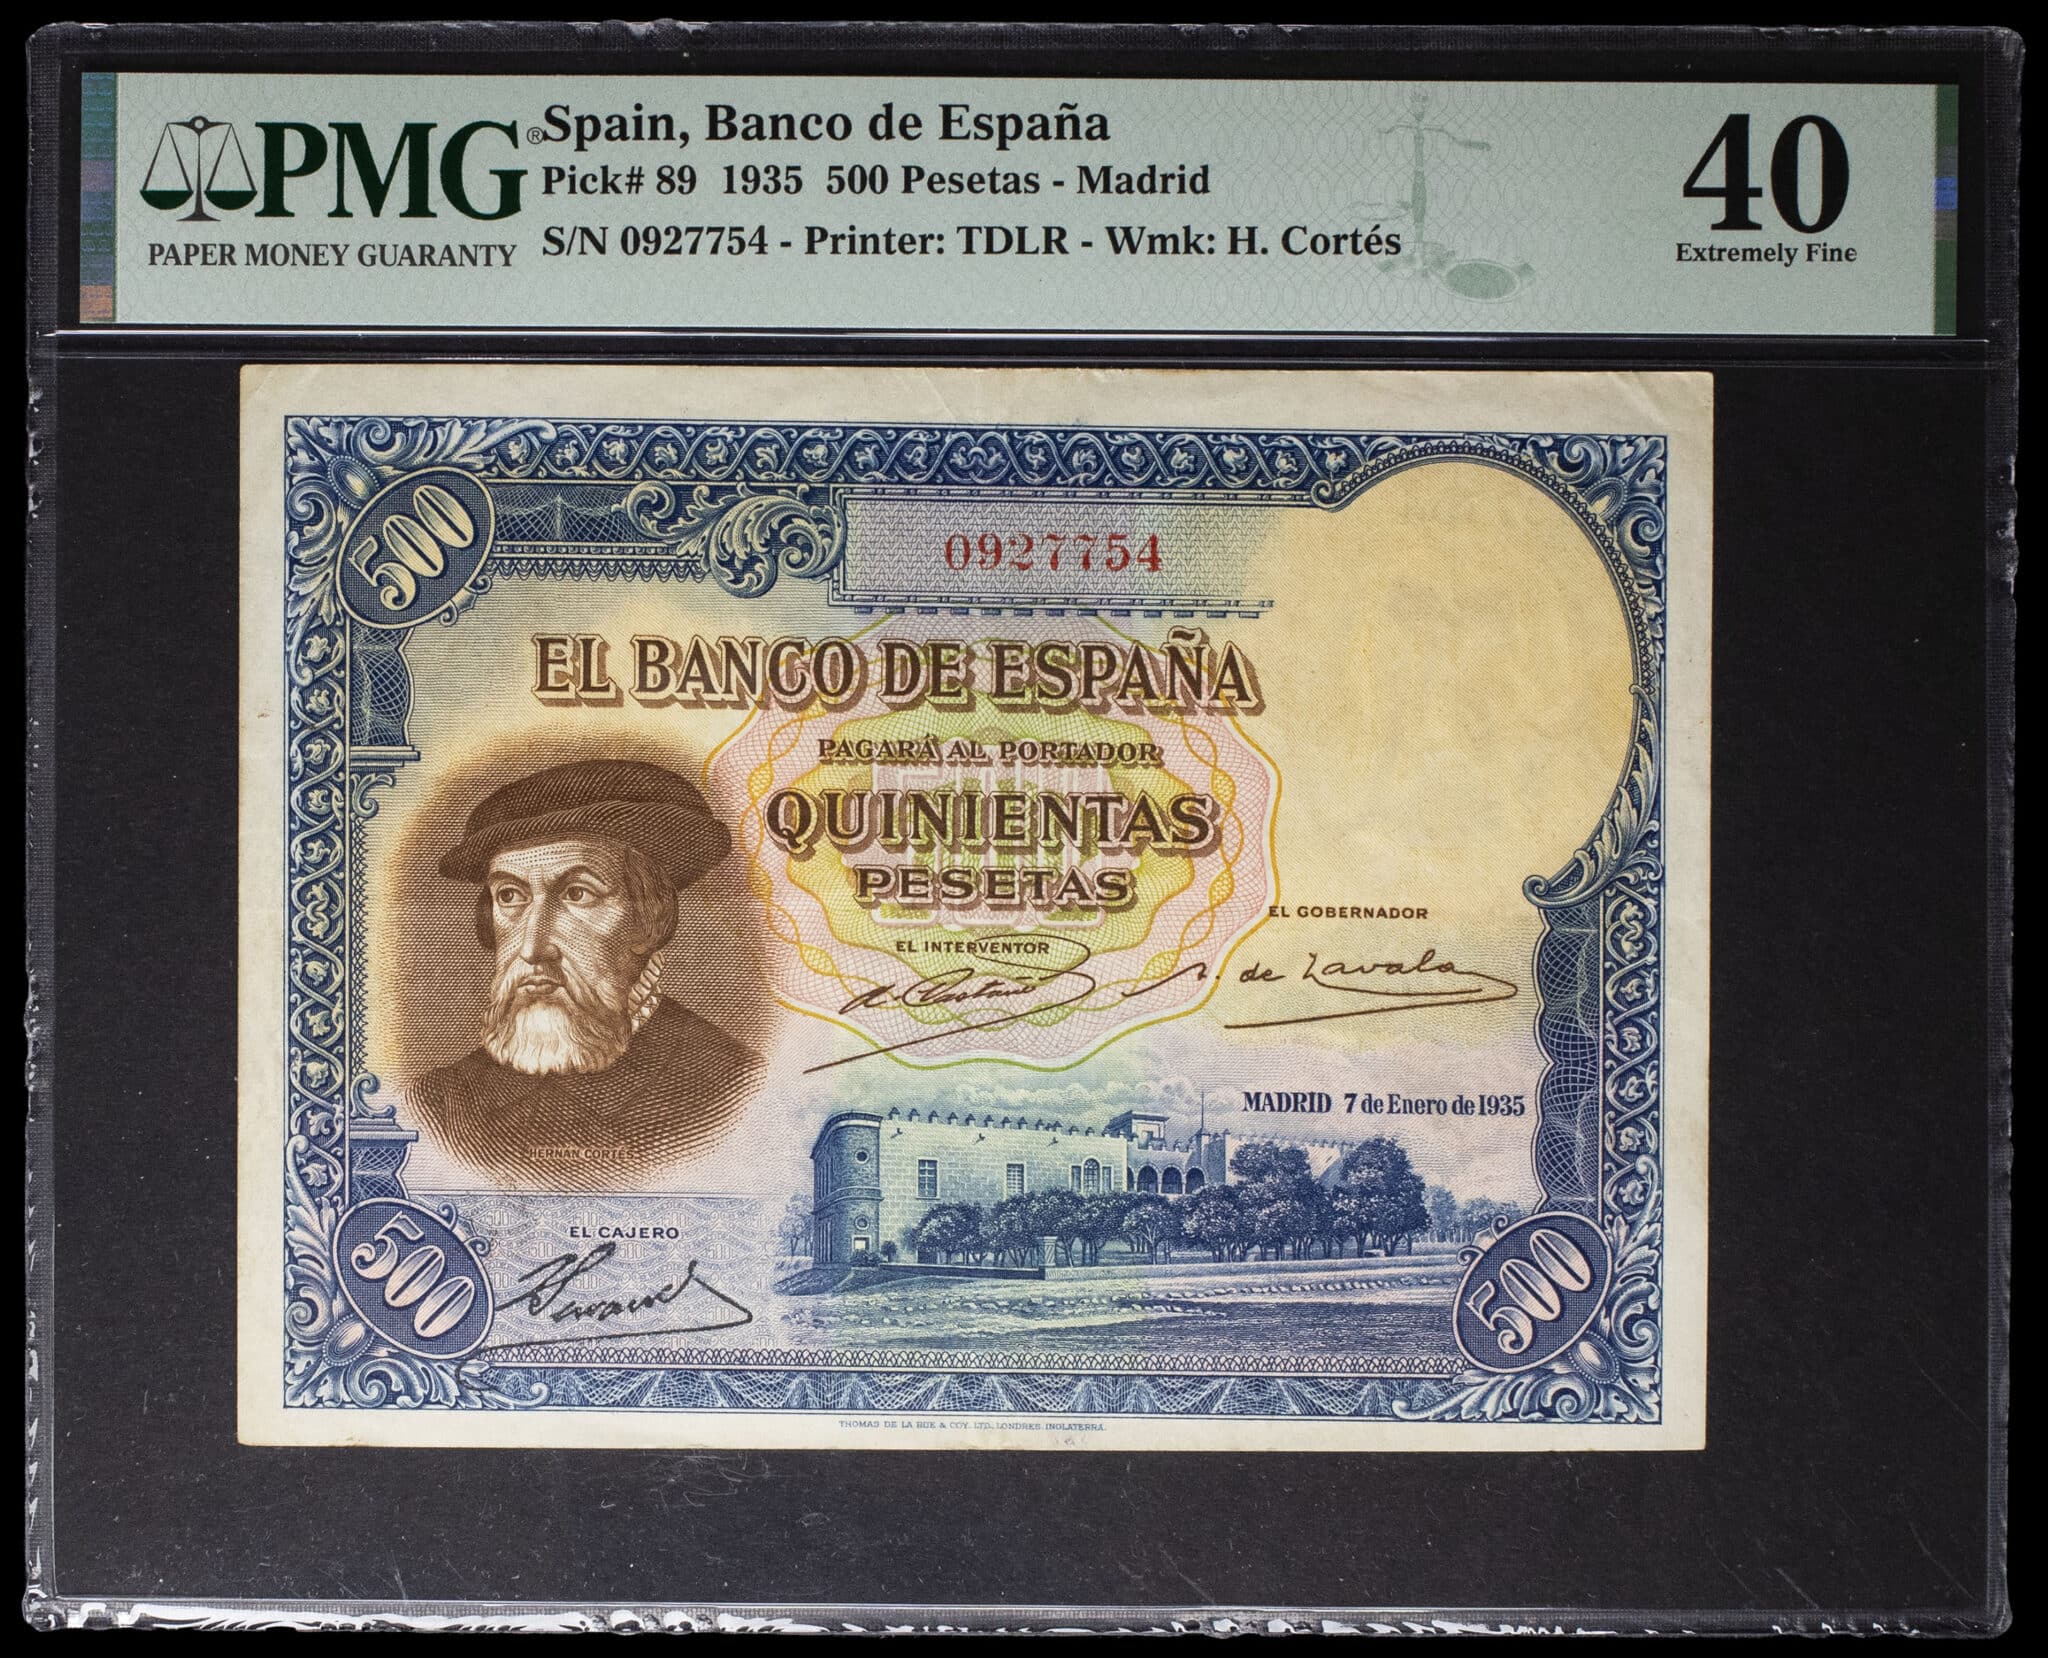 PMG®
PAPER MONEY GUARANTY
Spain, Banco de España
Pick# 89 1935 500 Pesetas - Madrid
S/N 0927754 - Printer: TDLR - Wmk: H. Cortés
40
Extremely Fine
500
0927754
EL BANCO DE ESPAÑA
PAGARÁ AL PORTADOR
QUINIENTAS
PESETAS
EL GOBERNADOR
EL INTERVENTOR
de Zavala
MADRID 7 de Enero de 1935
HERNÁN CORTÉS
EL CAJERO
500
500
THOMAS DE LA RUE & COY. LTD. LONDRES. INGLATERRA.